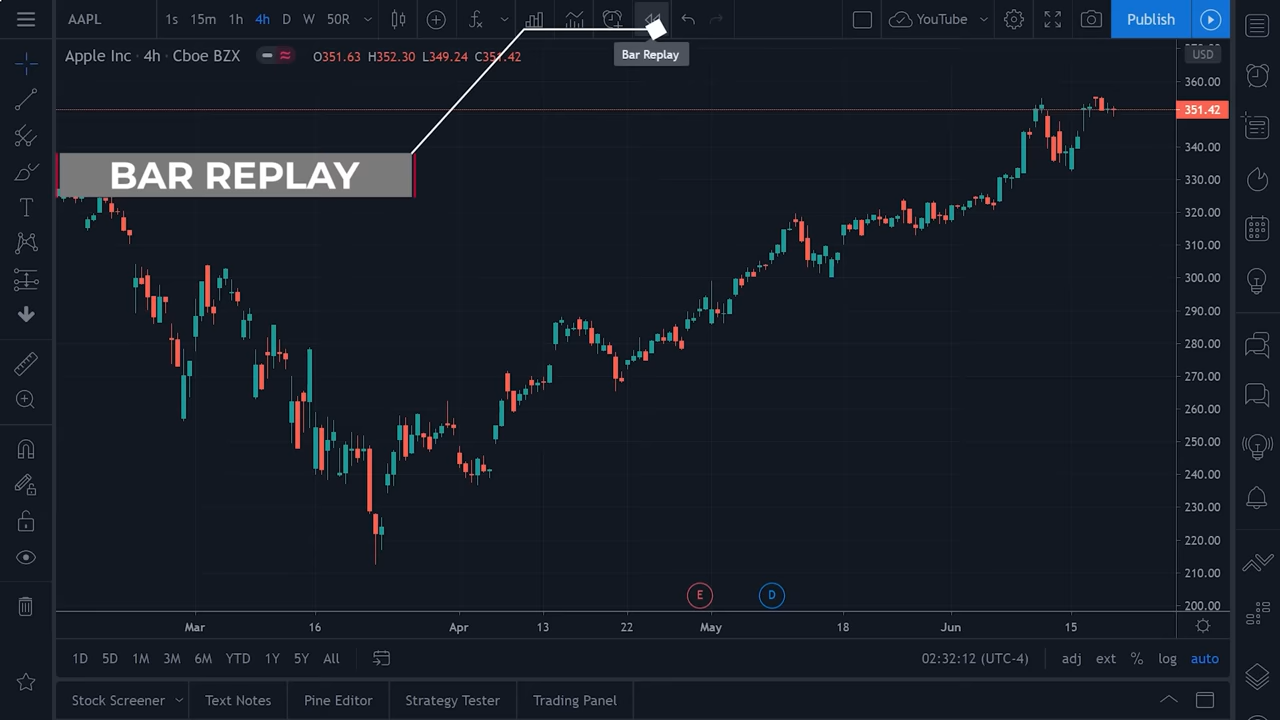 AAPL 1s 15m 1h 4h D W 50R YouTube Publish
Apple Inc · 4h · Cboe BZX O351.63 H352.30 L349.24 C351.42
Bar Replay
USD
360.00
351.42
BAR REPLAY
340.00
330.00
320.00
310.00
300.00
290.00
280.00
270.00
260.00
250.00
240.00
230.00
220.00
210.00
E D
200.00
Mar 16 Apr 13 22 May 18 Jun 15
1D 5D 1M 3M 6M YTD 1Y 5Y All 02:32:12 (UTC-4) adj ext % log auto
Stock Screener Text Notes Pine Editor Strategy Tester Trading Panel